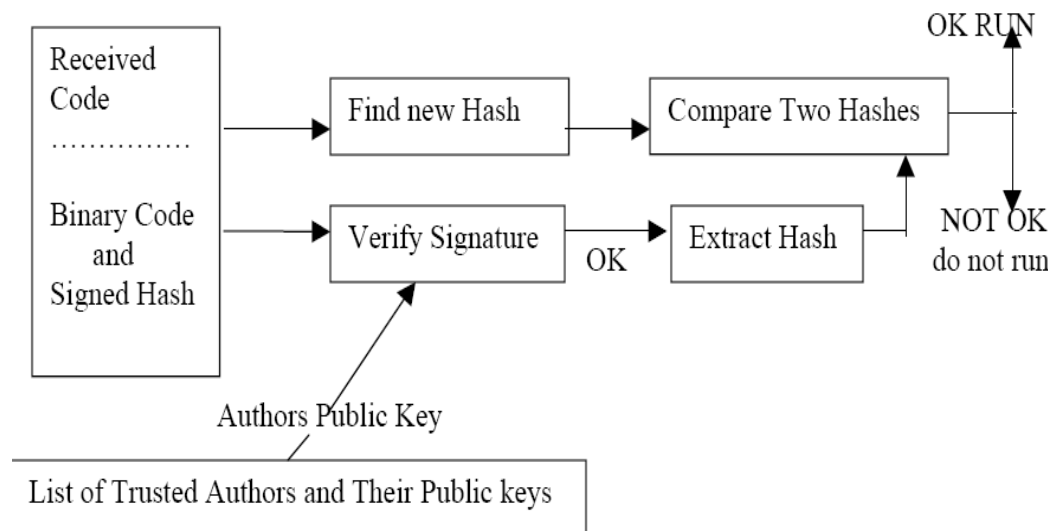 OK RUN
Received
Code
……………
Binary Code
and
Signed Hash
Find new Hash
Compare Two Hashes
Verify Signature
OK
Extract Hash
NOT OK
do not run
Authors Public Key
List of Trusted Authors and Their Public keys